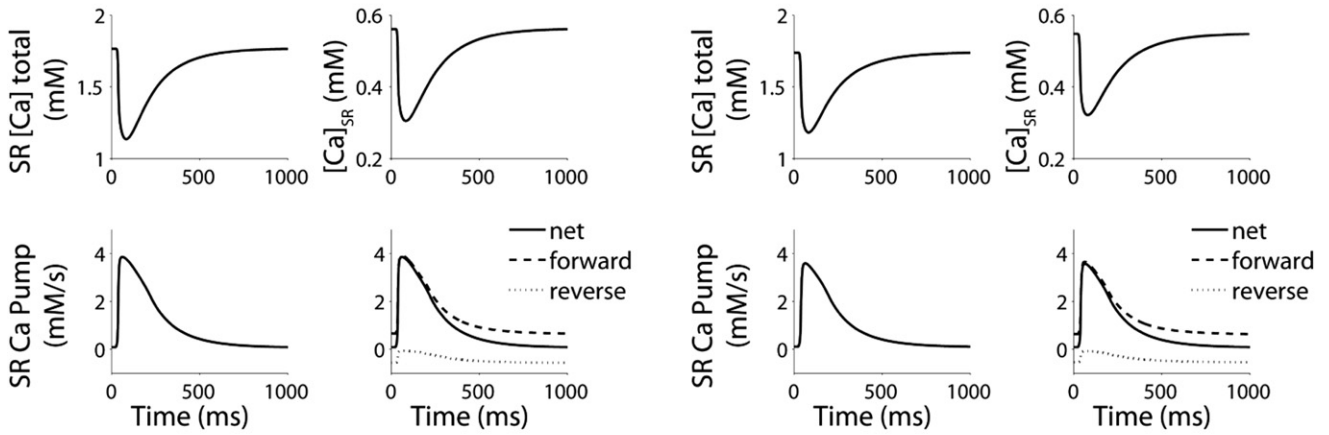 SR [Ca] total
(mM)
2
1.5
1
0 500 1000
[Ca]SR (mM)
0.6
0.4
0.2
0 500 1000
SR [Ca] total
(mM)
2
1.5
1
0 500 1000
[Ca]SR (mM)
0.6
0.4
0.2
0 500 1000
SR Ca Pump
(mM/s)
4
2
0
0 500 1000
Time (ms)
net
forward
reverse
4
2
0
0 500 1000
Time (ms)
SR Ca Pump
(mM/s)
4
2
0
0 500 1000
Time (ms)
net
forward
reverse
4
2
0
0 500 1000
Time (ms)